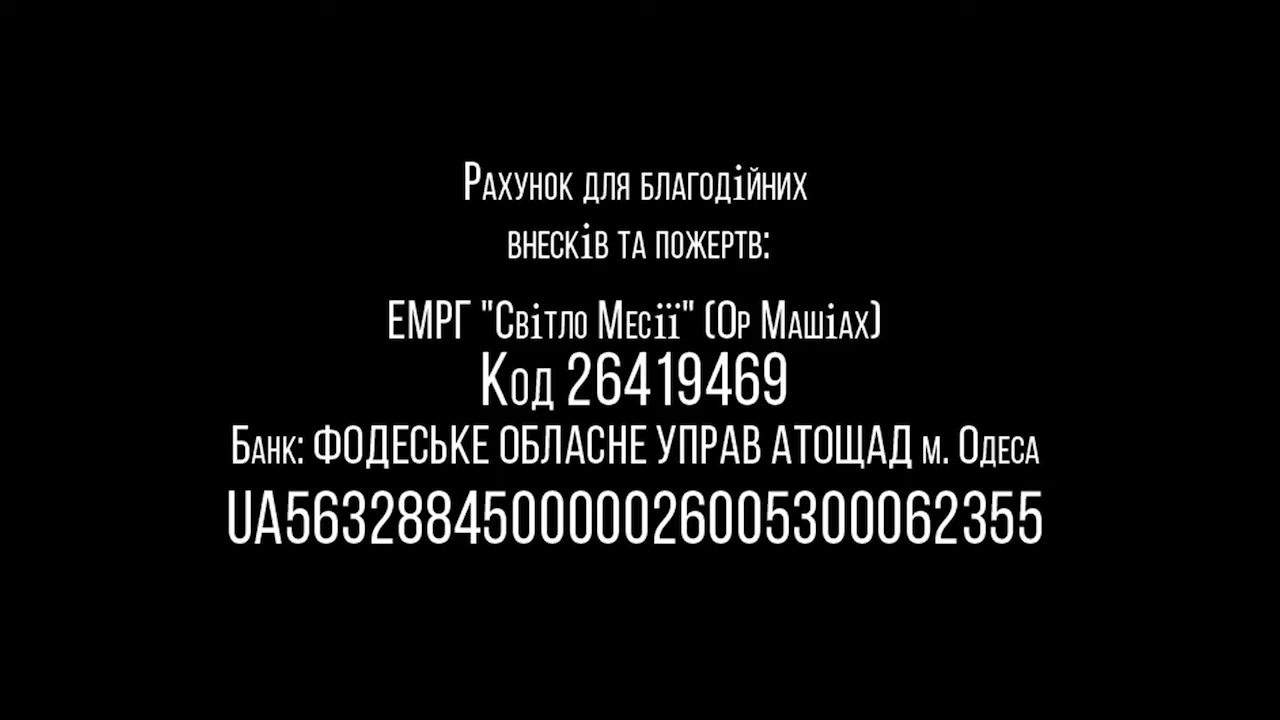 Рахунок для благодійних
внесків та пожертв:
ЕМРГ "Світло Месії" (Ор Машіах)
Код 26419469
Банк: ФОДЕСЬКЕ ОБЛАСНЕ УПРАВ АТОЩАД м. Одеса
UA563288450000026005300062355